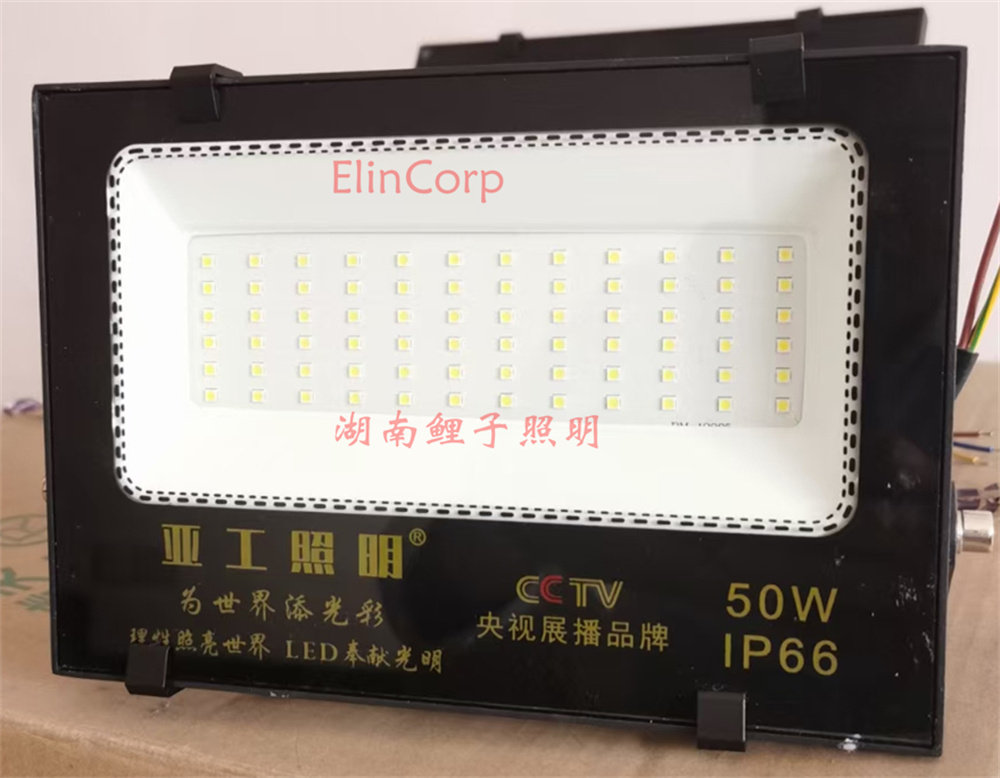 ElinCorp
湖南鲤子照明
亚工照明®
为世界添光彩
理性照亮世界 LED奉献光明
CCTV
央视展播品牌
50W
IP66